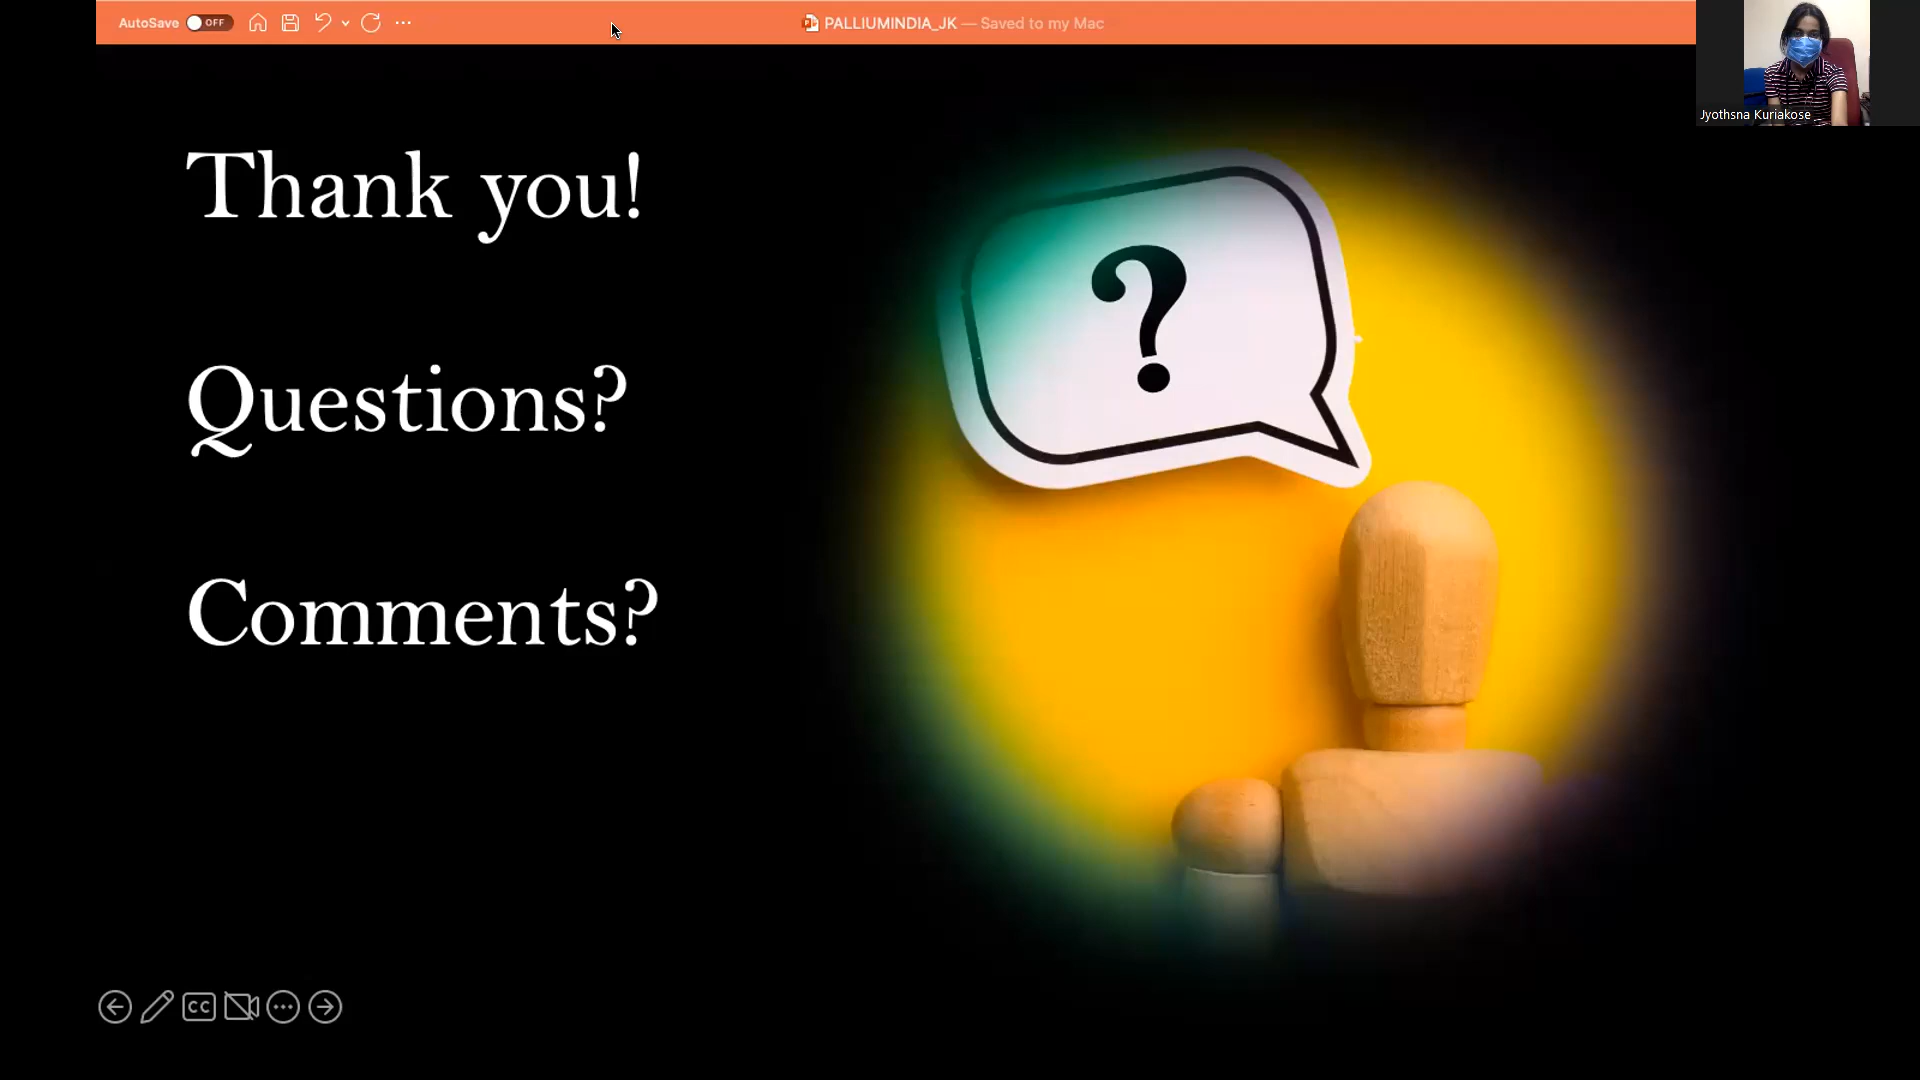 AutoSave OFF
PALLIUMINDIA_JK — Saved to my Mac
Jyothsna Kuriakose
Thank you!
?
Questions?
Comments?
CC